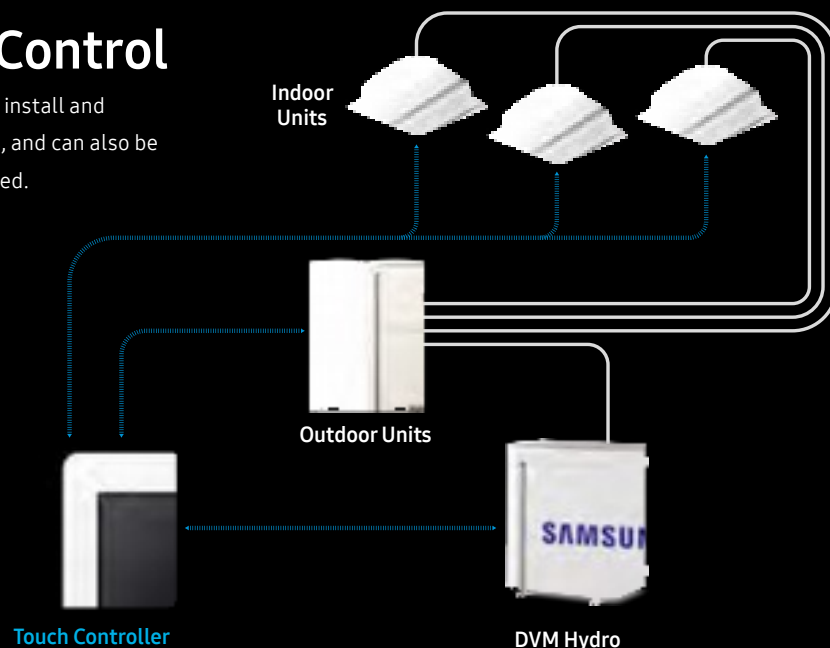 Control
install and
, and can also be
ed.
Indoor
Units
Outdoor Units
SAMSUN
Touch Controller
DVM Hydro